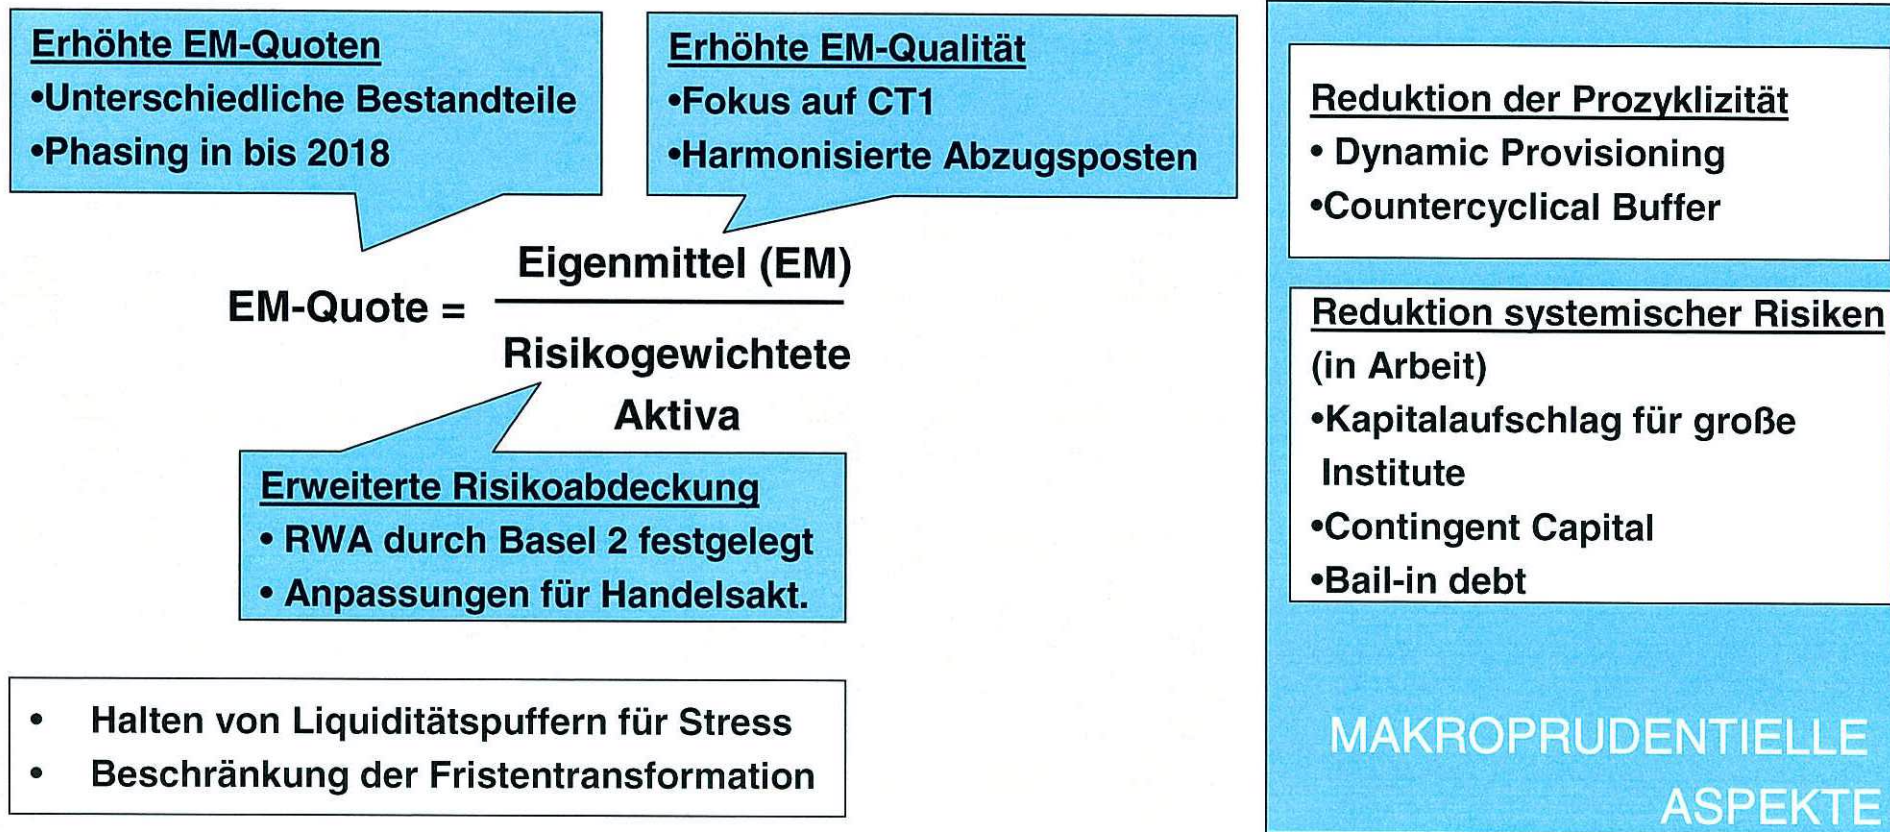 Erhöhte EM-Quoten
•Unterschiedliche Bestandteile
•Phasing in bis 2018
Erhöhte EM-Qualität
•Fokus auf CT1
•Harmonisierte Abzugsposten
EM-Quote =
Eigenmittel (EM)
Risikogewichtete
Aktiva
Erweiterte Risikoabdeckung
• RWA durch Basel 2 festgelegt
• Anpassungen für Handelsakt.
• Halten von Liquiditätspuffern für Stress
• Beschränkung der Fristentransformation
Reduktion der Prozyklizität
• Dynamic Provisioning
•Countercyclical Buffer
Reduktion systemischer Risiken
(in Arbeit)
•Kapitalaufschlag für große
Institute
•Contingent Capital
•Bail-in debt
MAKROPRUDENTIELLE
ASPEKTE